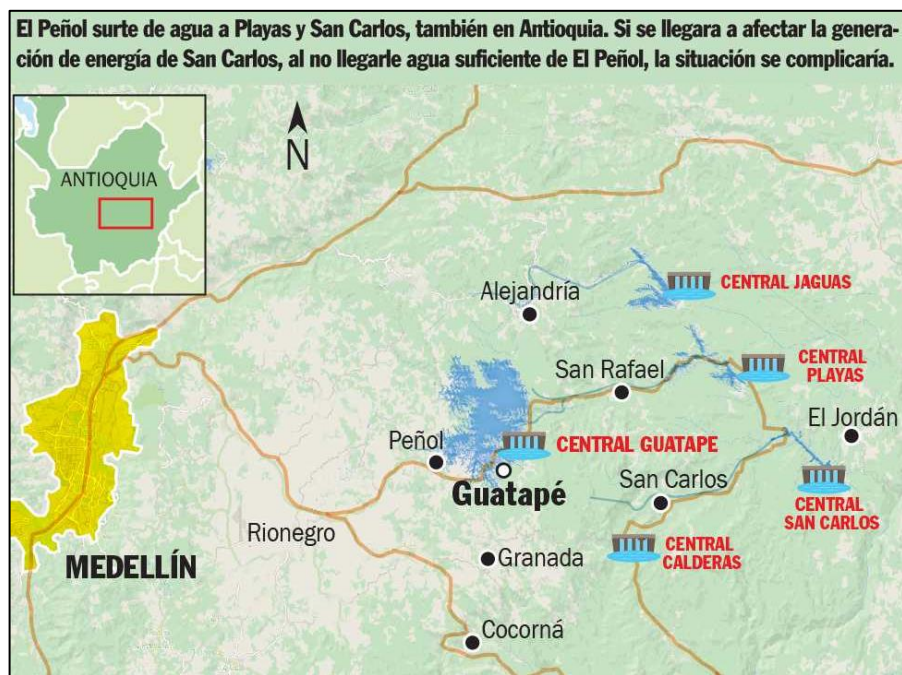 El Peñol surte de agua a Playas y San Carlos, también en Antioquia. Si se llegara a afectar la genera-
ción de energía de San Carlos, al no llegarle agua suficiente de El Peñol, la situación se complicaría.
N
ANTIOQUIA
CENTRAL JAGUAS
Alejandría
CENTRAL
PLAYAS
San Rafael
El Jordán
Peñol
CENTRAL GUATAPE
Guatapé
San Carlos
CENTRAL
SAN CARLOS
Rionegro
CENTRAL
CALDERAS
MEDELLÍN
Granada
Cocorná